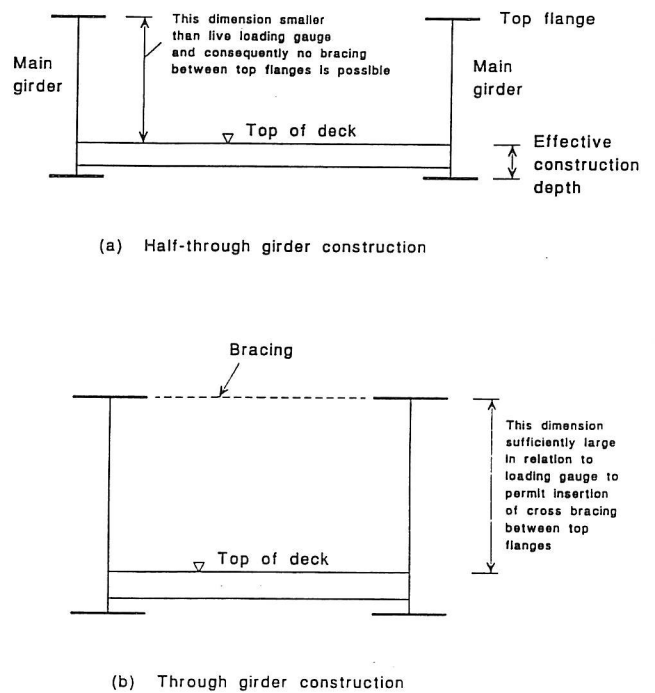 This dimension smaller
than live loading gauge
and consequently no bracing
between top flanges is possible
Top flange
Main
girder
Main
girder
Top of deck
Effective
construction
depth
(a) Half-through girder construction
Bracing
This dimension
sufficiently large
in relation to
loading gauge to
permit insertion
of cross bracing
between top
flanges
Top of deck
(b) Through girder construction